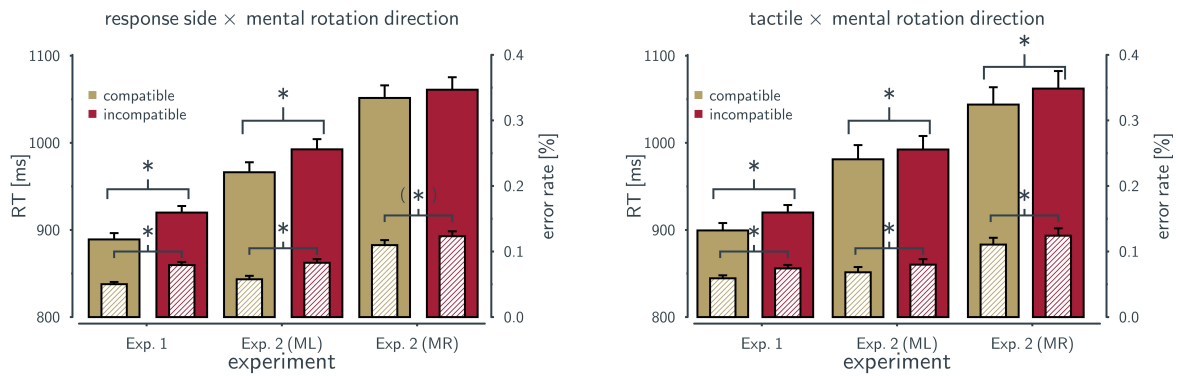 response side × mental rotation direction
1100
1000
900
800
RT [ms]
compatible
incompatible
*
*
*
*
( * )
0.4
0.3
0.2
0.1
0.0
error rate [%]
Exp. 1
Exp. 2 (ML)
Exp. 2 (MR)
experiment
tactile × mental rotation direction
1100
1000
900
800
RT [ms]
compatible
incompatible
*
*
*
*
*
*
0.4
0.3
0.2
0.1
0.0
error rate [%]
Exp. 1
Exp. 2 (ML)
Exp. 2 (MR)
experiment